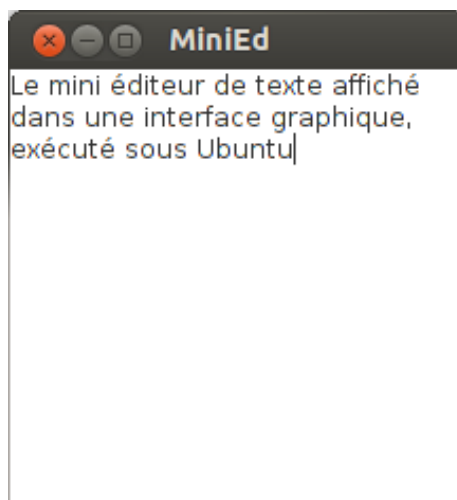 MiniEd
Le mini éditeur de texte affiché
dans une interface graphique,
exécuté sous Ubuntu